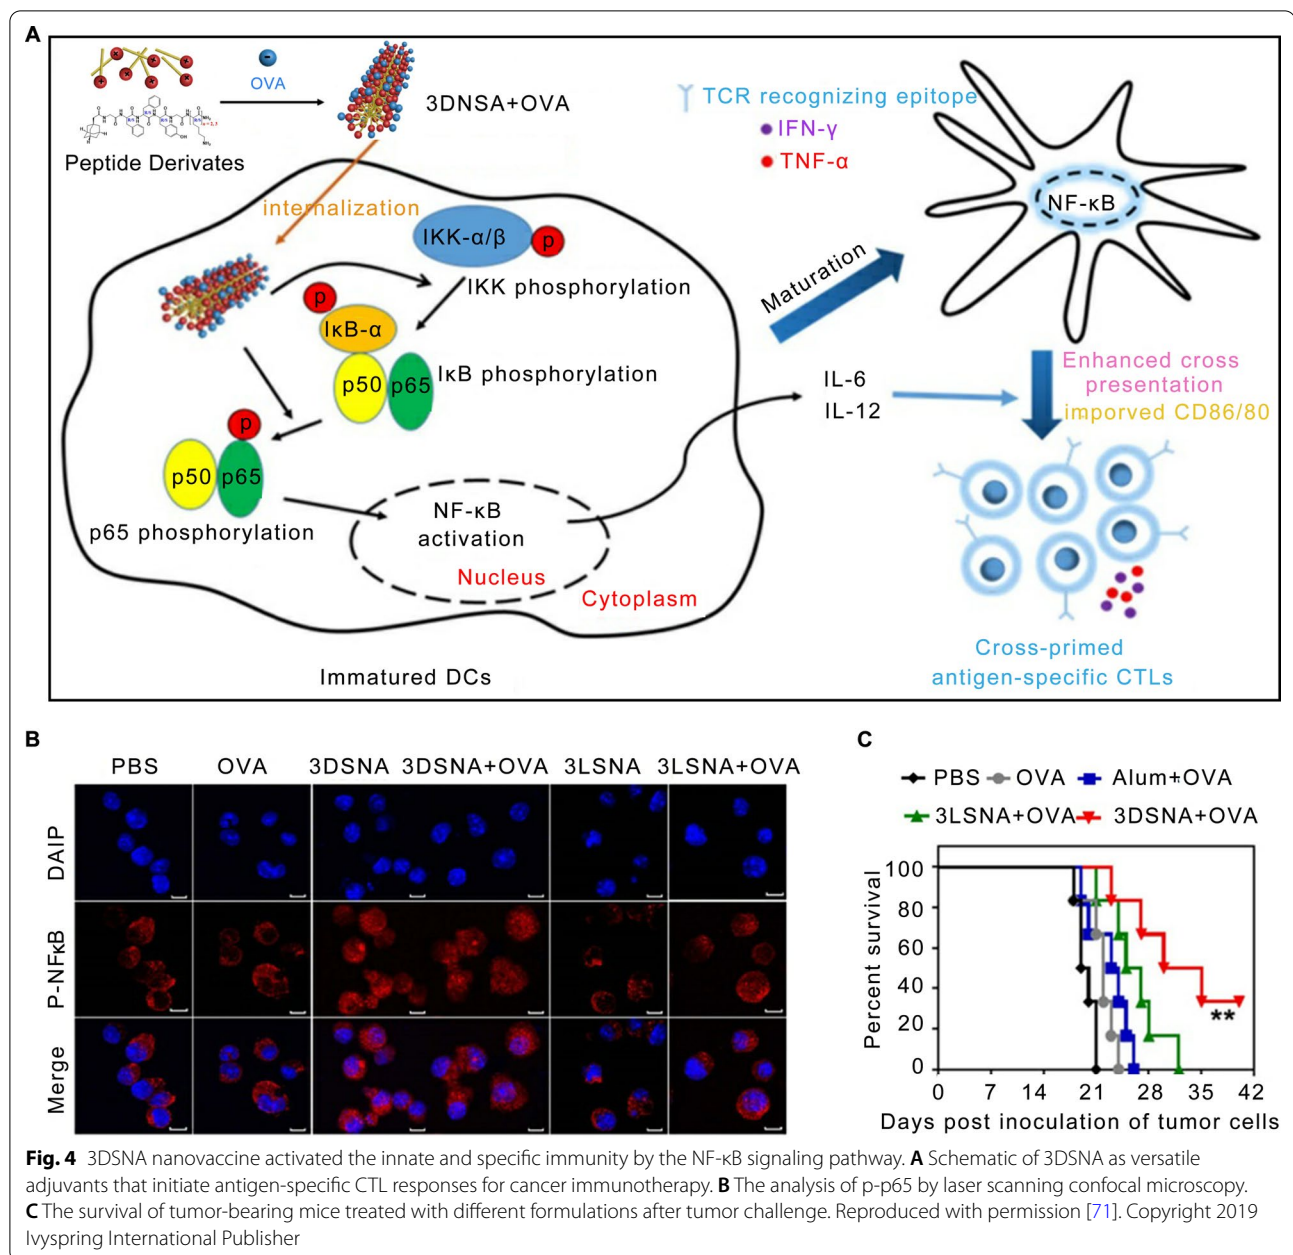 A
OVA
3DNSA+OVA
Peptide Derivates
TCR recognizing epitope
IFN-γ
TNF-α
internalization
IKK-α/β
p
IKK phosphorylation
p
IκB-α
p50
p65
IκB phosphorylation
p
p50
p65
p65 phosphorylation
NF-κB
activation
Nucleus
Cytoplasm
Immatured DCs
Maturation
NF-κB
IL-6
IL-12
Enhanced cross
presentation
imporved CD86/80
Cross-primed
antigen-specific CTLs
B
PBS OVA 3DSNA 3DSNA+OVA 3LSNA 3LSNA+OVA
DAIP
P-NFκB
Merge
C
PBS OVA Alum+OVA
3LSNA+OVA 3DSNA+OVA
Percent survival
100
80
60
40
20
0
**
0 7 14 21 28 35 42
Days post inoculation of tumor cells
Fig. 4 3DSNA nanovaccine activated the innate and specific immunity by the NF-κB signaling pathway. A Schematic of 3DSNA as versatile
adjuvants that initiate antigen-specific CTL responses for cancer immunotherapy. B The analysis of p-p65 by laser scanning confocal microscopy.
C The survival of tumor-bearing mice treated with different formulations after tumor challenge. Reproduced with permission [71]. Copyright 2019
Ivyspring International Publisher